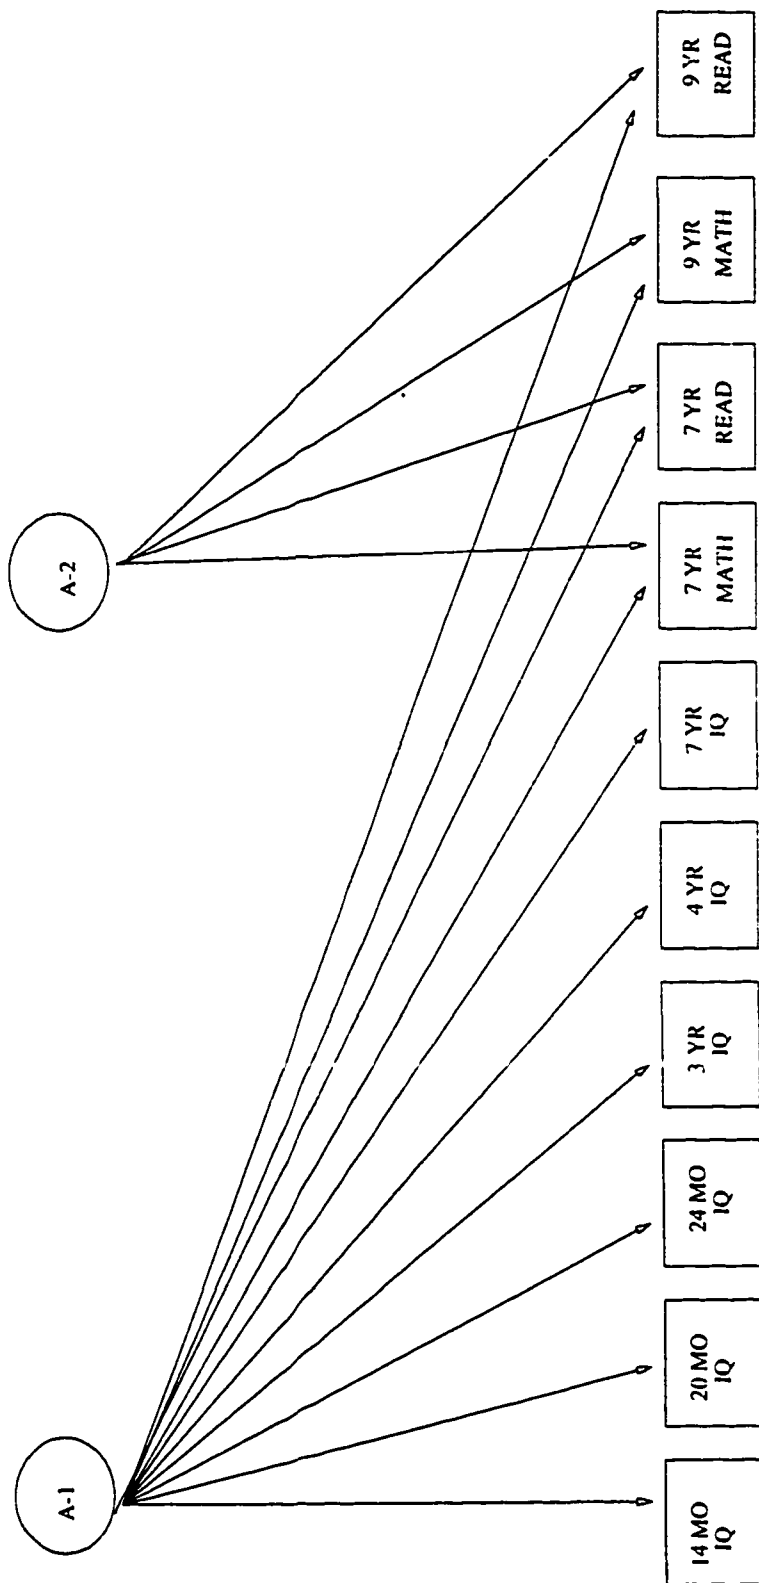 A-1
A-2
14 MO
IQ
20 MO
IQ
24 MO
IQ
3 YR
IQ
4 YR
IQ
7 YR
IQ
7 YR
MATH
7 YR
READ
9 YR
MATH
9 YR
READ